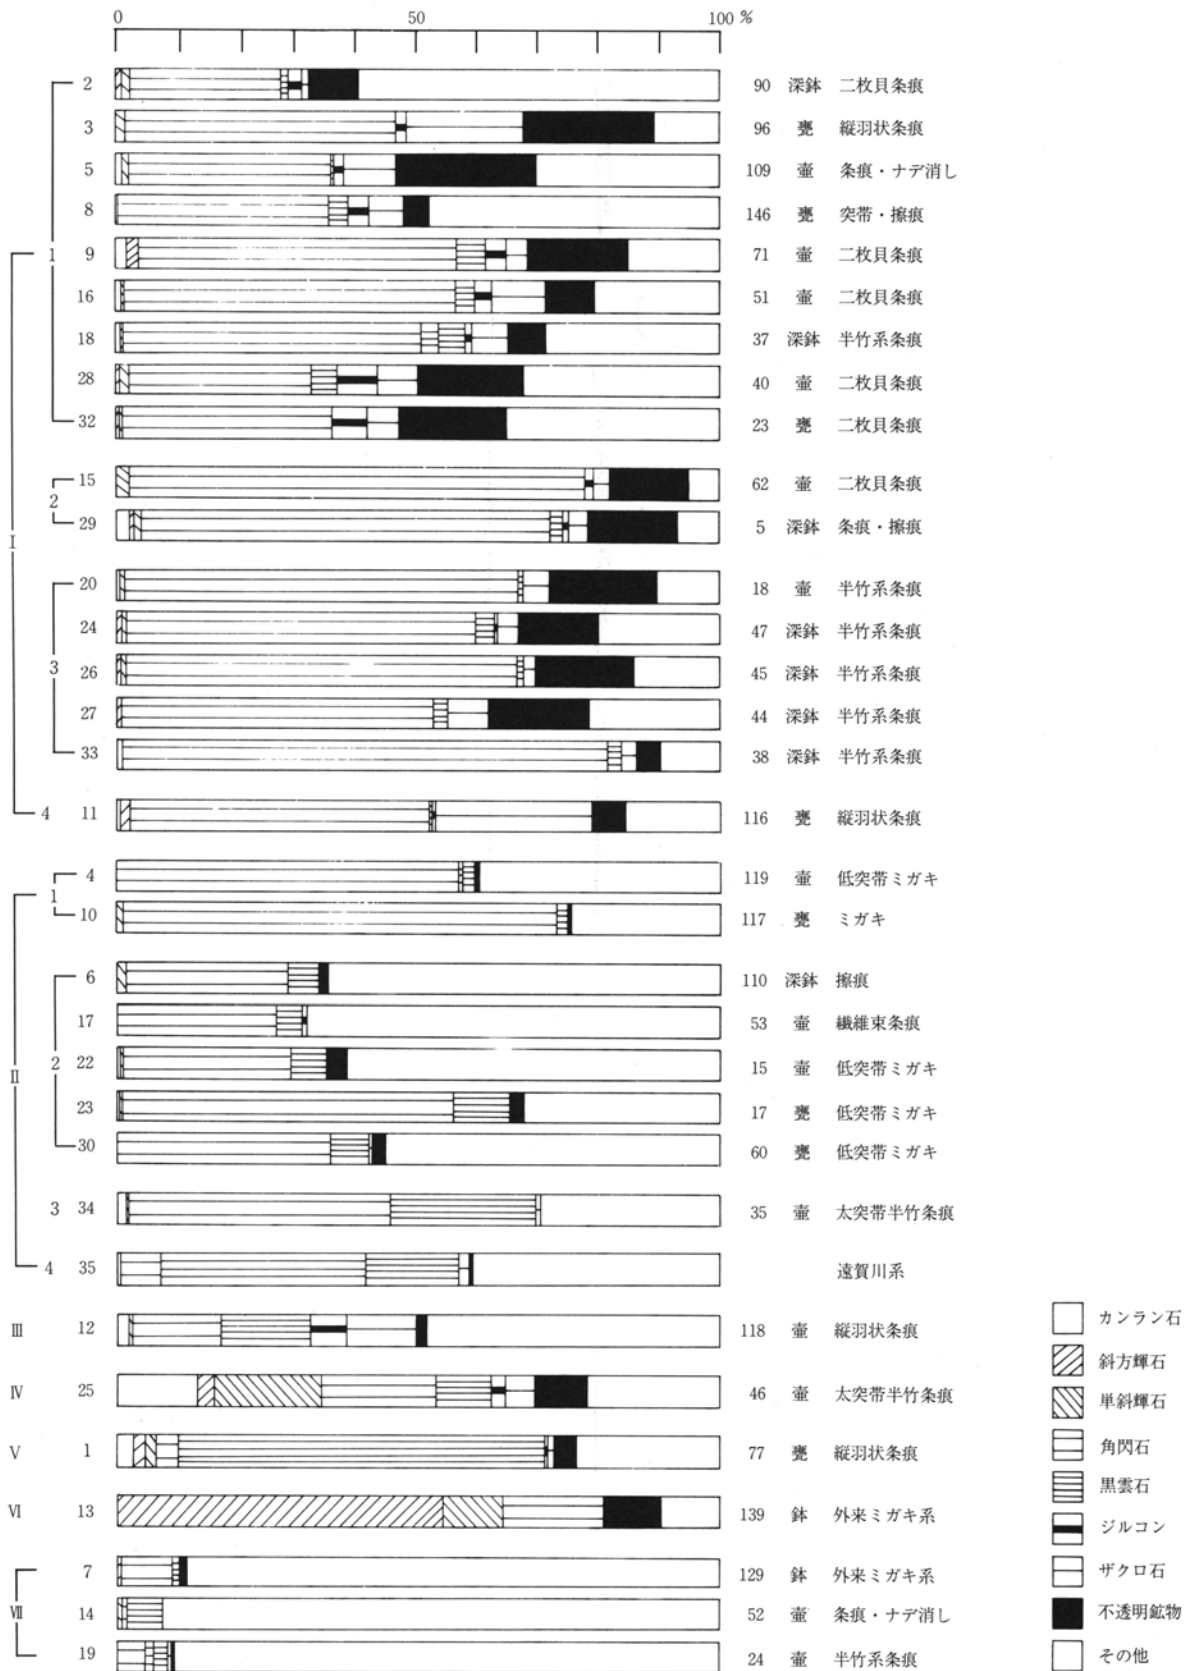 0 50 100 %
2 90 深鉢 二枚貝条痕
3 96 甕 縦羽状条痕
5 109 壷 条痕・ナデ消し
8 146 甕 突帯・擦痕
1 9 71 壷 二枚貝条痕
16 51 壷 二枚貝条痕
18 37 深鉢 半竹系条痕
28 40 壷 二枚貝条痕
32 23 甕 二枚貝条痕
15 62 壷 二枚貝条痕
2
29 5 深鉢 条痕・擦痕
I
20 18 壷 半竹系条痕
24 47 深鉢 半竹系条痕
3 26 45 深鉢 半竹系条痕
27 44 深鉢 半竹系条痕
33 38 深鉢 半竹系条痕
4 11 116 甕 縦羽状条痕
4 119 壷 低突帯ミガキ
1
10 117 甕 ミガキ
6 110 深鉢 擦痕
17 53 壷 繊維束条痕
II 2 22 15 壷 低突帯ミガキ
23 17 甕 低突帯ミガキ
30 60 甕 低突帯ミガキ
3 34 35 壷 太突帯半竹条痕
4 35 遠賀川系
III 12 118 壷 縦羽状条痕
IV 25 46 壷 太突帯半竹条痕
V 1 77 甕 縦羽状条痕
VI 13 139 鉢 外来ミガキ系
7 129 鉢 外来ミガキ系
VII 14 52 壷 条痕・ナデ消し
19 24 壷 半竹系条痕
カンラン石
斜方輝石
単斜輝石
角閃石
黒雲石
ジルコン
ザクロ石
不透明鉱物
その他